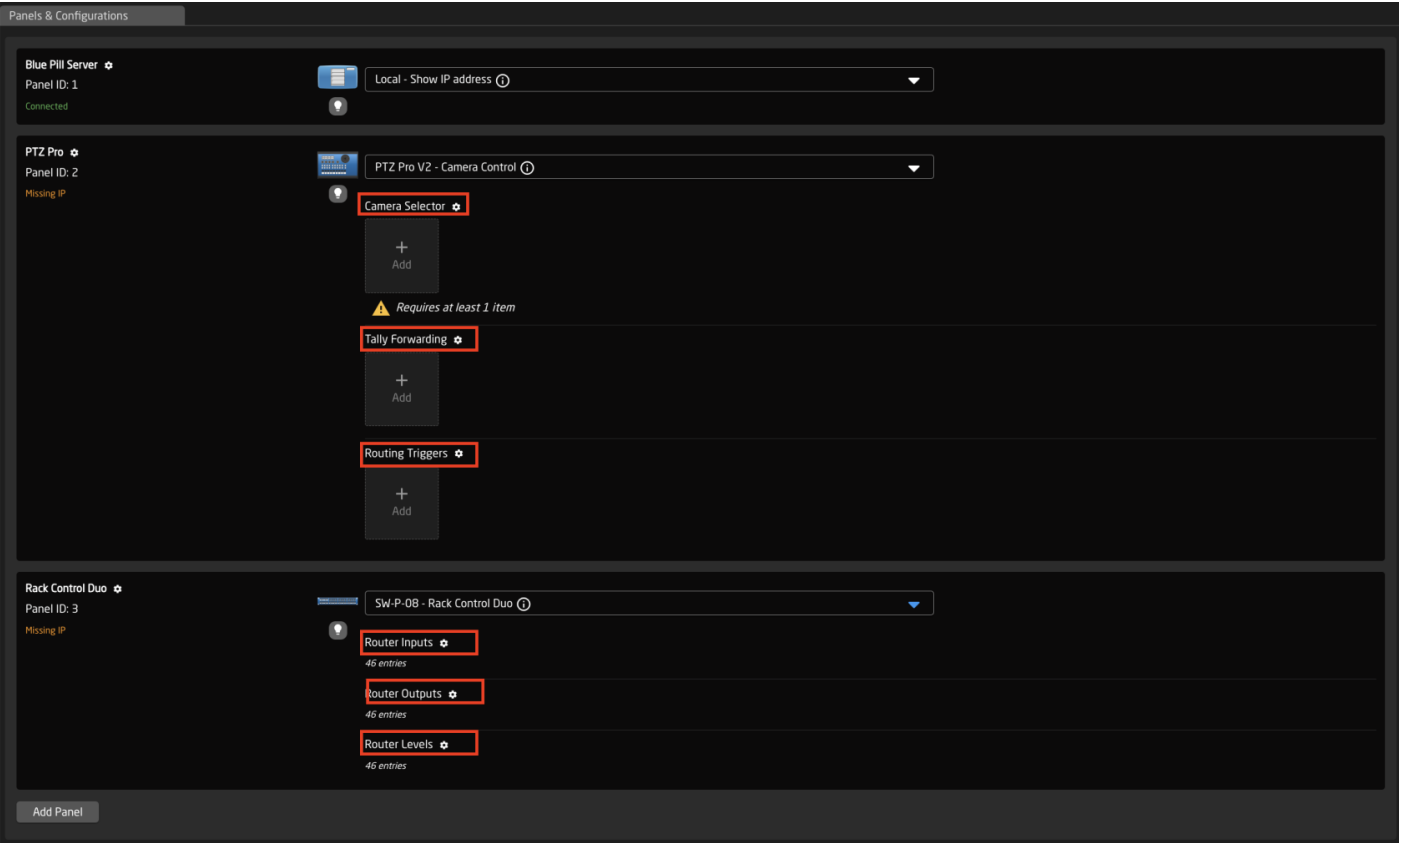 Panels & Configurations
Blue Pill Server
Panel ID: 1
Connected
Local - Show IP address
PTZ Pro
Panel ID: 2
Missing IP
PTZ Pro V2 - Camera Control
Camera Selector
+
Add
Requires at least 1 item
Tally Forwarding
+
Add
Routing Triggers
+
Add
Rack Control Duo
Panel ID: 3
Missing IP
SW-P-08 - Rack Control Duo
Router Inputs
46 entries
Router Outputs
46 entries
Router Levels
46 entries
Add Panel